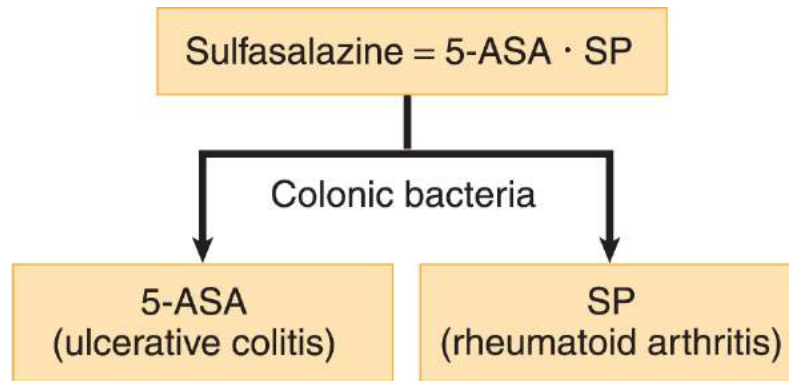 Sulfasalazine = 5-ASA · SP
Colonic bacteria
5-ASA
(ulcerative colitis)
SP
(rheumatoid arthritis)